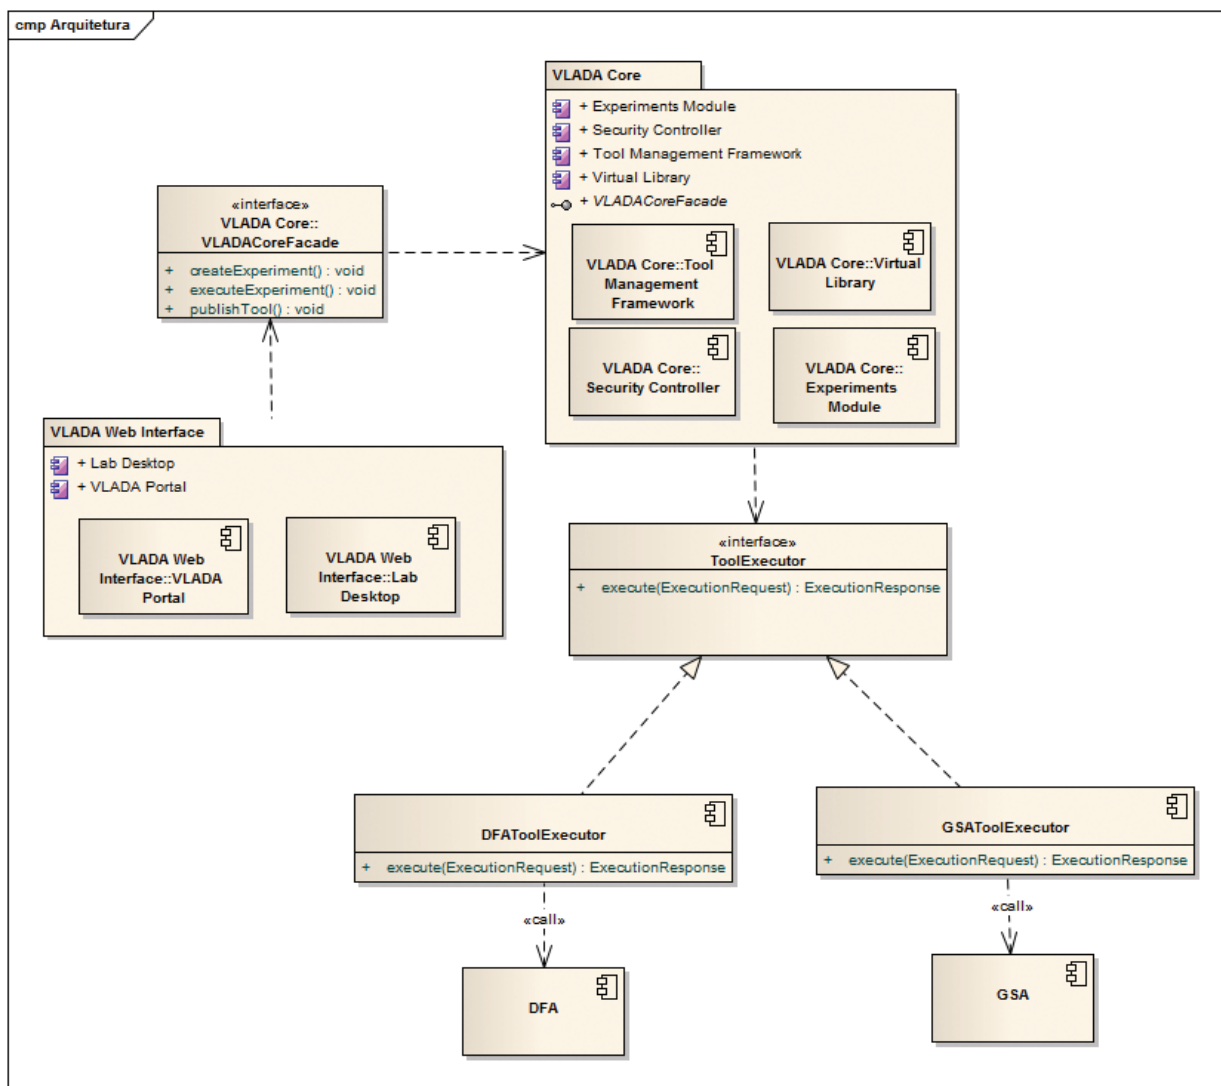 cmp Arquitetura
VLADA Core
+ Experiments Module
+ Security Controller
+ Tool Management Framework
+ Virtual Library
+ VLADACoreFacade
VLADA Core::Tool
Management
Framework
VLADA Core::Virtual
Library
VLADA Core::
Security Controller
VLADA Core::
Experiments
Module
«interface»
VLADA Core::
VLADACoreFacade
+ createExperiment() : void
+ executeExperiment() : void
+ publishTool() : void
VLADA Web Interface
+ Lab Desktop
+ VLADA Portal
VLADA Web
Interface::VLADA
Portal
VLADA Web
Interface::Lab
Desktop
«interface»
ToolExecutor
+ execute(ExecutionRequest) : ExecutionResponse
DFAToolExecutor
+ execute(ExecutionRequest) : ExecutionResponse
GSAToolExecutor
+ execute(ExecutionRequest) : ExecutionResponse
«call»
«call»
DFA
GSA